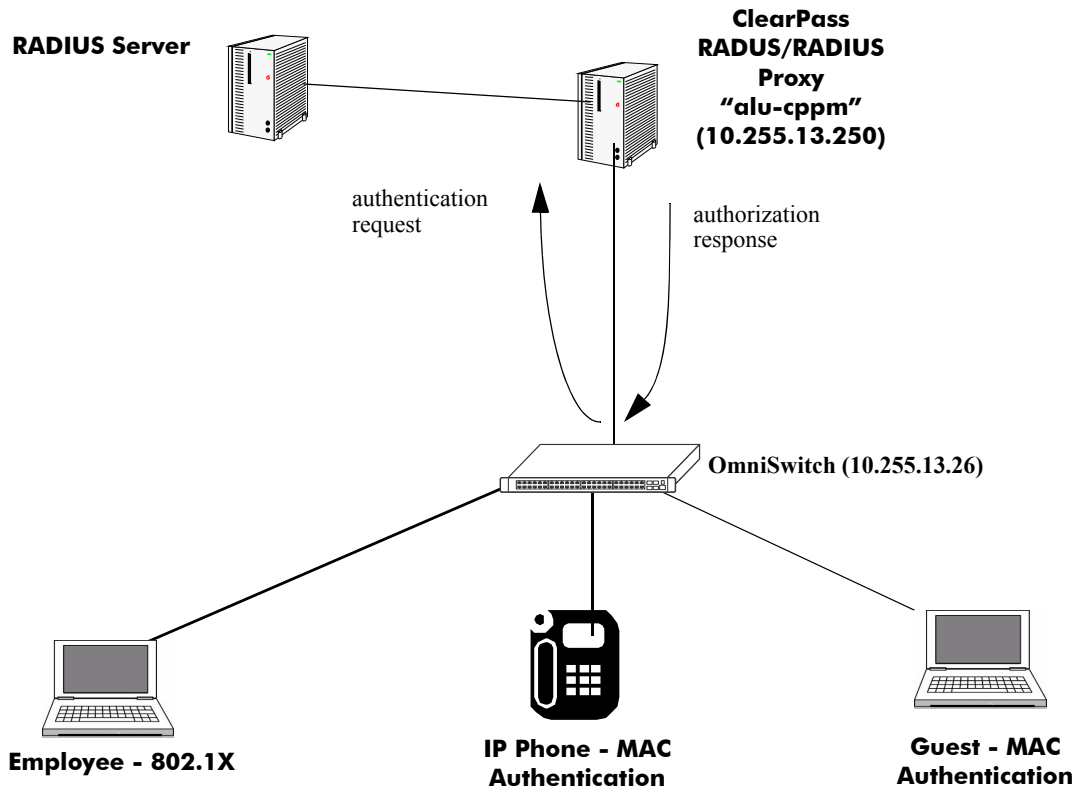 RADIUS Server
ClearPass
RADUS/RADIUS
Proxy
“alu-cppm”
(10.255.13.250)
authentication
request
authorization
response
OmniSwitch (10.255.13.26)
Employee - 802.1X
IP Phone - MAC
Authentication
Guest - MAC
Authentication